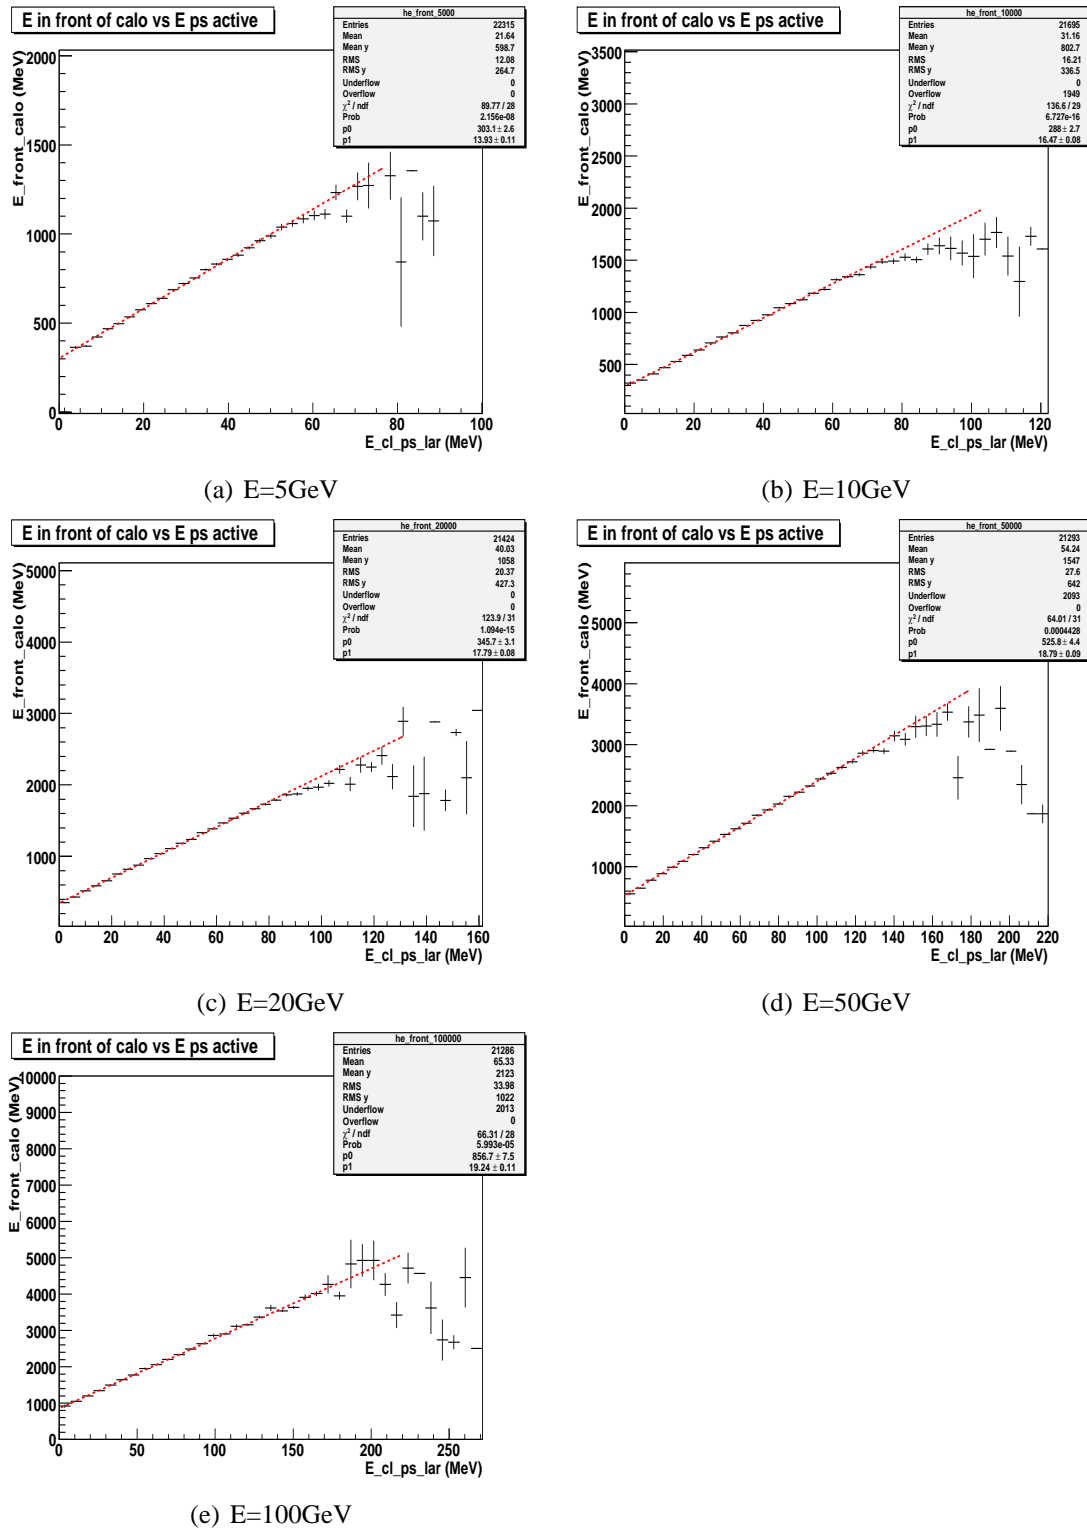 E in front of calo vs E ps active
he_front_5000
Entries 22315
Mean 21.64
Mean y 598.7
RMS 12.08
RMS y 264.7
Underflow 0
Overflow 0
χ² / ndf 89.77 / 28
Prob 2.156e-08
p0 303.1 ± 2.6
p1 13.93 ± 0.11
E_front_calo (MeV)
2000
1500
1000
500
0
0 20 40 60 80 100
E_cl_ps_lar (MeV)
(a) E=5GeV
E in front of calo vs E ps active
he_front_10000
Entries 21695
Mean 31.16
Mean y 802.7
RMS 16.21
RMS y 336.5
Underflow 0
Overflow 1949
χ² / ndf 136.6 / 29
Prob 6.727e-16
p0 288 ± 2.7
p1 16.47 ± 0.08
E_front_calo (MeV)
3500
3000
2500
2000
1500
1000
500
0 20 40 60 80 100 120
E_cl_ps_lar (MeV)
(b) E=10GeV
E in front of calo vs E ps active
he_front_20000
Entries 21424
Mean 40.03
Mean y 1058
RMS 20.37
RMS y 427.3
Underflow 0
Overflow 0
χ² / ndf 123.9 / 31
Prob 1.094e-15
p0 345.7 ± 3.1
p1 17.79 ± 0.08
E_front_calo (MeV)
5000
4000
3000
2000
1000
0 20 40 60 80 100 120 140 160
E_cl_ps_lar (MeV)
(c) E=20GeV
E in front of calo vs E ps active
he_front_50000
Entries 21293
Mean 54.24
Mean y 1547
RMS 27.6
RMS y 642
Underflow 2093
Overflow 0
χ² / ndf 64.01 / 31
Prob 0.0004428
p0 525.8 ± 4.4
p1 18.79 ± 0.09
E_front_calo (MeV)
5000
4000
3000
2000
1000
0 20 40 60 80 100 120 140 160 180 200 220
E_cl_ps_lar (MeV)
(d) E=50GeV
E in front of calo vs E ps active
he_front_100000
Entries 21286
Mean 65.33
Mean y 2123
RMS 33.98
RMS y 1022
Underflow 2013
Overflow 0
χ² / ndf 66.31 / 28
Prob 5.993e-05
p0 856.7 ± 7.5
p1 19.24 ± 0.11
E_front_calo (MeV)
10000
9000
8000
7000
6000
5000
4000
3000
2000
1000
0
0 50 100 150 200 250
E_cl_ps_lar (MeV)
(e) E=100GeV